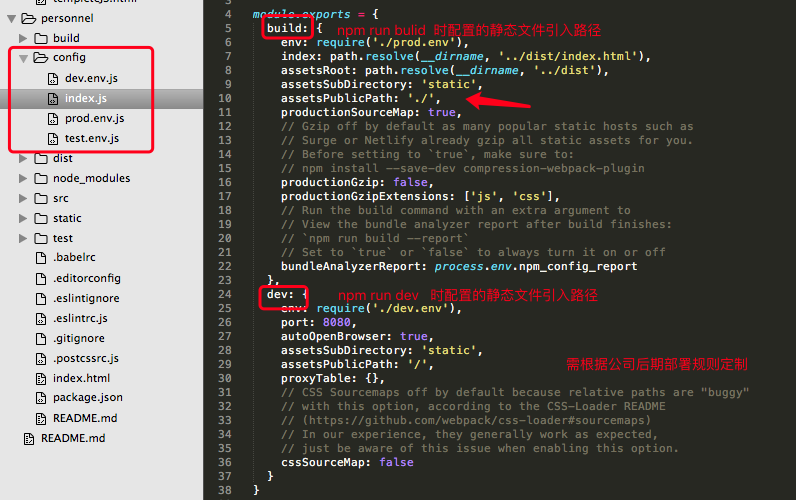 templete.js.html
personnel
build
config
dev.env.js
index.js
prod.env.js
test.env.js
dist
node_modules
src
static
test
.babelrc
.editorconfig
.eslintignore
.eslintrc.js
.gitignore
.postcssrc.js
index.html
package.json
README.md
README.md
4 module.exports = {
5 build: { npm run bulid 时配置的静态文件引入路径
6 env: require('./prod.env'),
7 index: path.resolve(__dirname, '../dist/index.html'),
8 assetsRoot: path.resolve(__dirname, '../dist'),
9 assetsSubDirectory: 'static',
10 assetsPublicPath: './',
11 productionSourceMap: true,
12 // Gzip off by default as many popular static hosts such as
13 // Surge or Netlify already gzip all static assets for you.
14 // Before setting to `true`, make sure to:
15 // npm install --save-dev compression-webpack-plugin
16 productionGzip: false,
17 productionGzipExtensions: ['js', 'css'],
18 // Run the build command with an extra argument to
19 // View the bundle analyzer report after build finishes:
20 // `npm run build --report`
21 // Set to `true` or `false` to always turn it on or off
22 bundleAnalyzerReport: process.env.npm_config_report
23 },
24 dev: { npm run dev 时配置的静态文件引入路径
25 env: require('./dev.env'),
26 port: 8080,
27 autoOpenBrowser: true,
28 assetsSubDirectory: 'static',
29 assetsPublicPath: '/', 需根据公司后期部署规则定制
30 proxyTable: {},
31 // CSS Sourcemaps off by default because relative paths are "buggy"
32 // with this option, according to the CSS-Loader README
33 // (https://github.com/webpack/css-loader#sourcemaps)
34 // In our experience, they generally work as expected,
35 // just be aware of this issue when enabling this option.
36 cssSourceMap: false
37 }
38 }